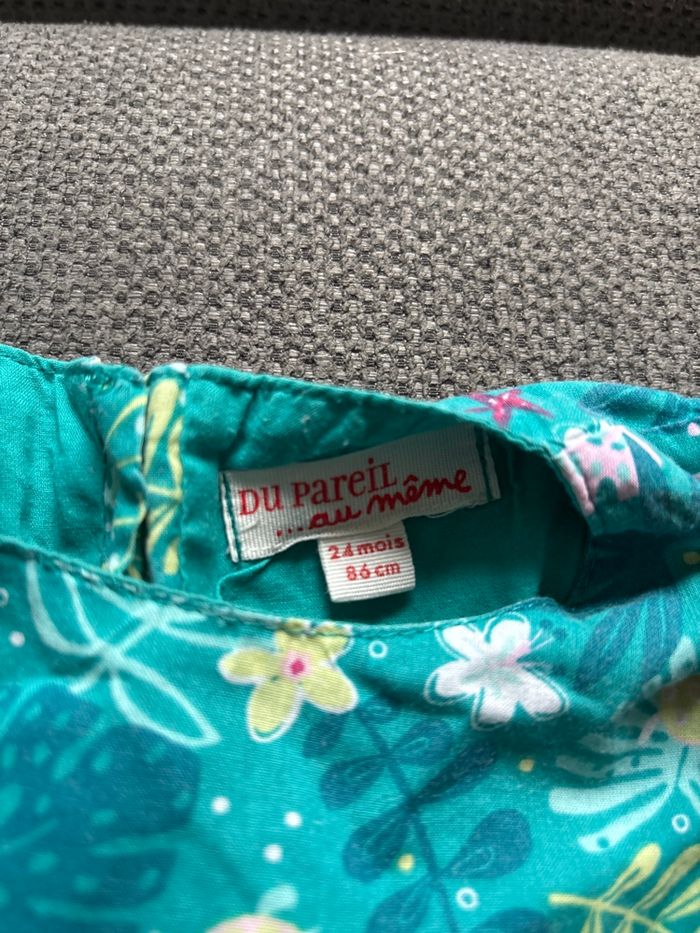 DU PAREIL
...au même
24 mois
86 cm